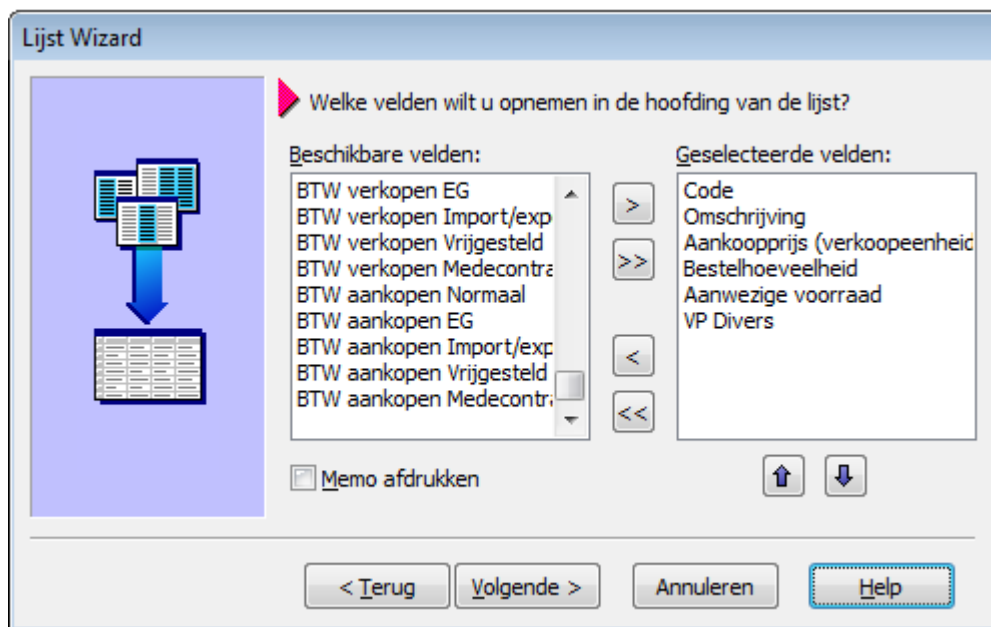 Lijst Wizard
Welke velden wilt u opnemen in de hoofding van de lijst?
Beschikbare velden:
BTW verkopen EG
BTW verkopen Import/expo
BTW verkopen Vrijgesteld
BTW verkopen Medecontra
BTW aankopen Normaal
BTW aankopen EG
BTW aankopen Import/exp
BTW aankopen Vrijgesteld
BTW aankopen Medecontra
>
>>
<
<<
Geselecteerde velden:
Code
Omschrijving
Aankoopprijs (verkoopeenheid
Bestelhoeveelheid
Aanwezige voorraad
VP Divers
Memo afdrukken
< Terug
Volgende >
Annuleren
Help